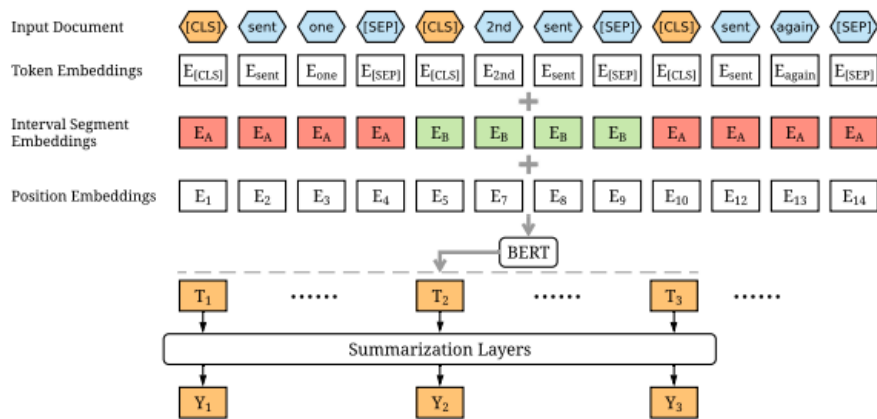 Input Document [CLS] sent one [SEP] [CLS] 2nd sent [SEP] [CLS] sent again [SEP]
Token Embeddings E[CLS] Esent Eone E[SEP] E[CLS] E2nd Esent E[SEP] E[CLS] Esent Eagain E[SEP]
+
Interval Segment
Embeddings EA EA EA EA EB EB EB EB EA EA EA EA
+
Position Embeddings E1 E2 E3 E4 E5 E7 E8 E9 E10 E12 E13 E14
BERT
T1 ...... T2 ...... T3 ......
Summarization Layers
Y1 Y2 Y3